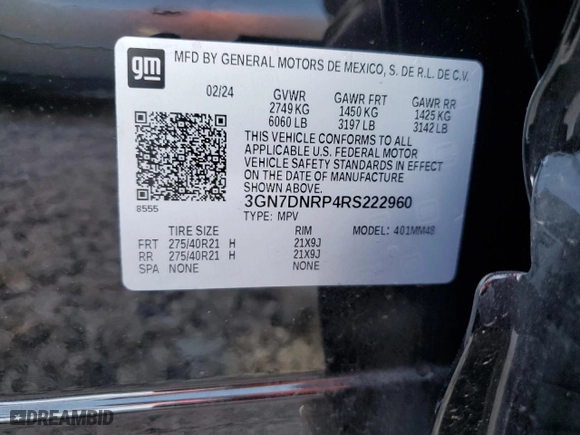 gm
MFD BY GENERAL MOTORS DE MEXICO, S. DE R.L. DE C.V.
02/24 GVWR GAWR FRT GAWR RR
2749 KG 1450 KG 1425 KG
6060 LB 3197 LB 3142 LB
THIS VEHICLE CONFORMS TO ALL
APPLICABLE U.S. FEDERAL MOTOR
VEHICLE SAFETY STANDARDS IN EFFECT
ON THE DATE OF MANUFACTURE
8555 3GN7DNRP4RS222960
TYPE: MPV MODEL: 401MM48
TIRE SIZE RIM
FRT 275/40R21 H 21X9J
RR 275/40R21 H 21X9J
SPA NONE NONE
DREAMBID